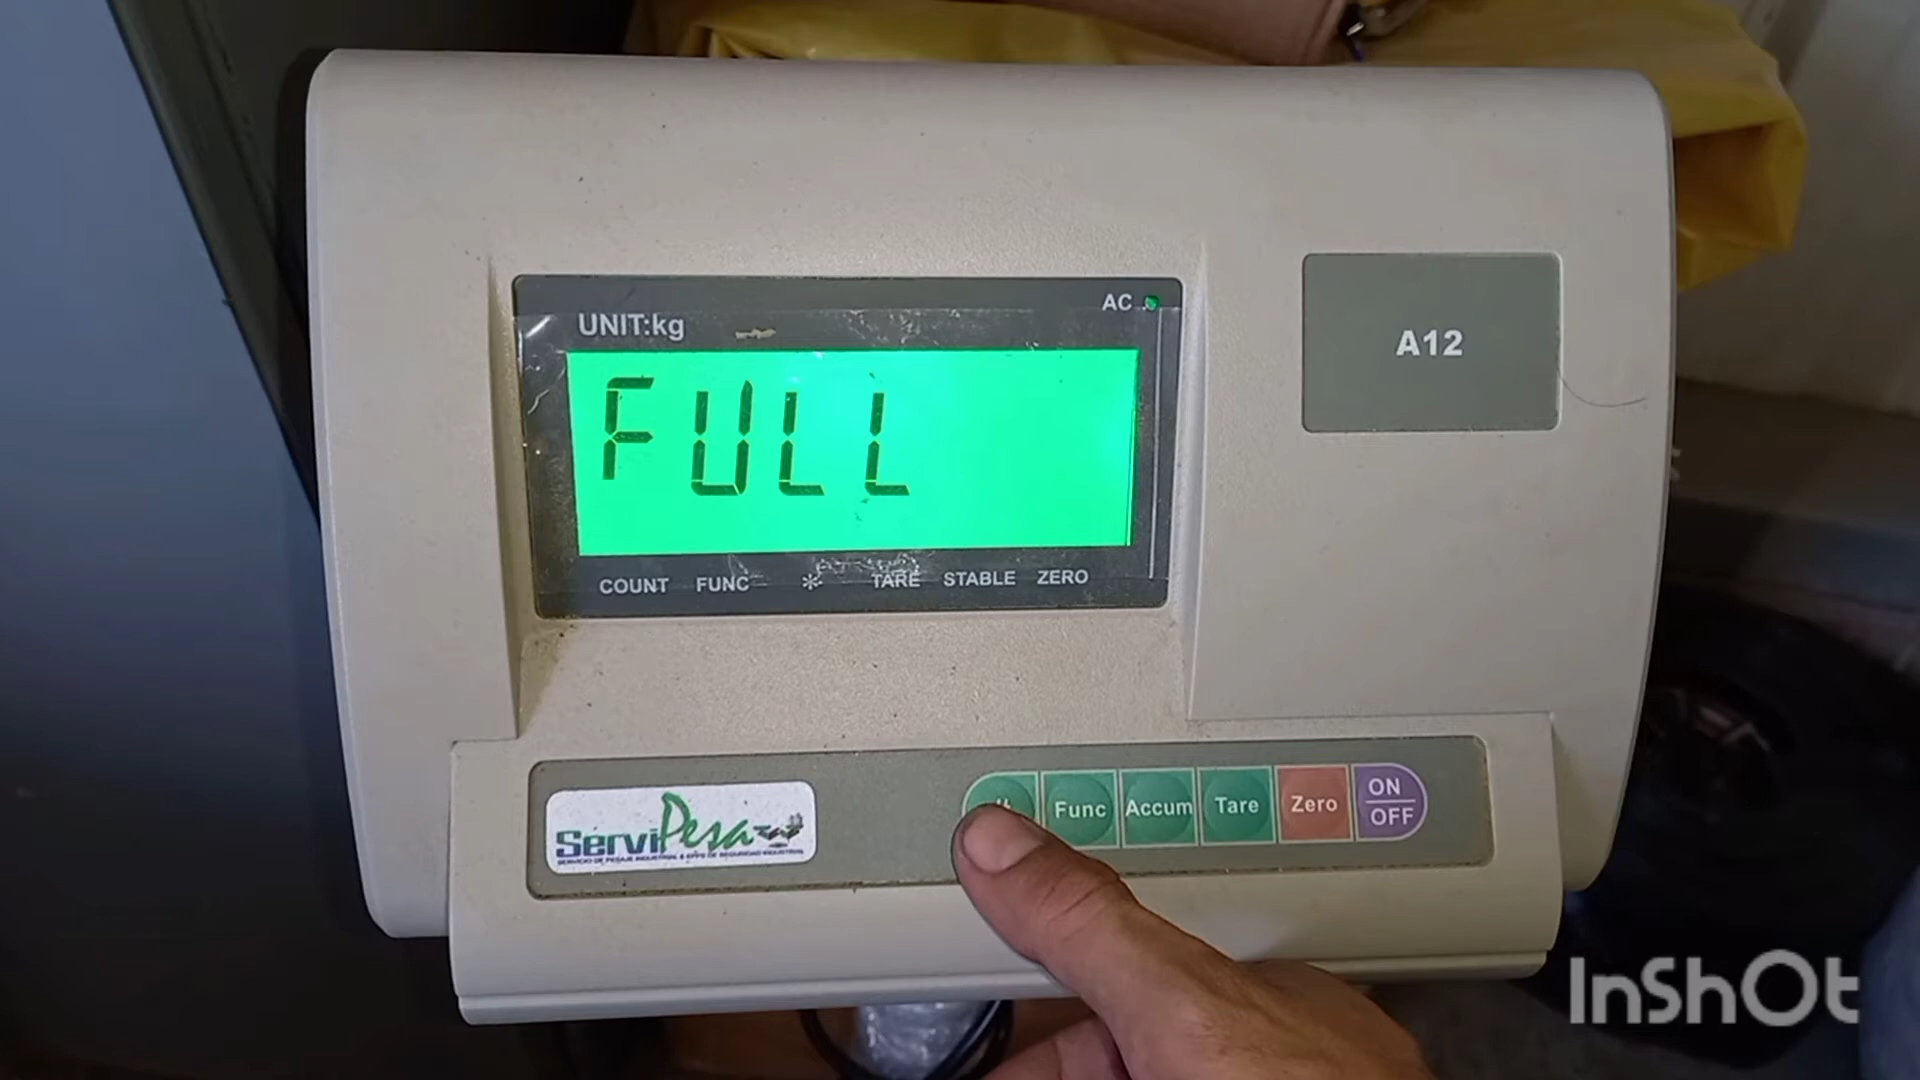 AC
UNIT:kg
FULL
COUNT FUNC * TARE STABLE ZERO
A12
ServiPesa
SERVICIO DE PESAJE INDUSTRIAL & EPPS DE SEGURIDAD INDUSTRIAL
Func Accum Tare Zero ON OFF
InShOt